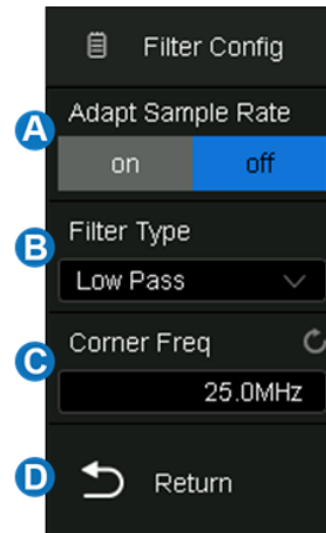 Filter Config
A
Adapt Sample Rate
on off
B
Filter Type
Low Pass
C
Corner Freq
25.0MHz
D
Return